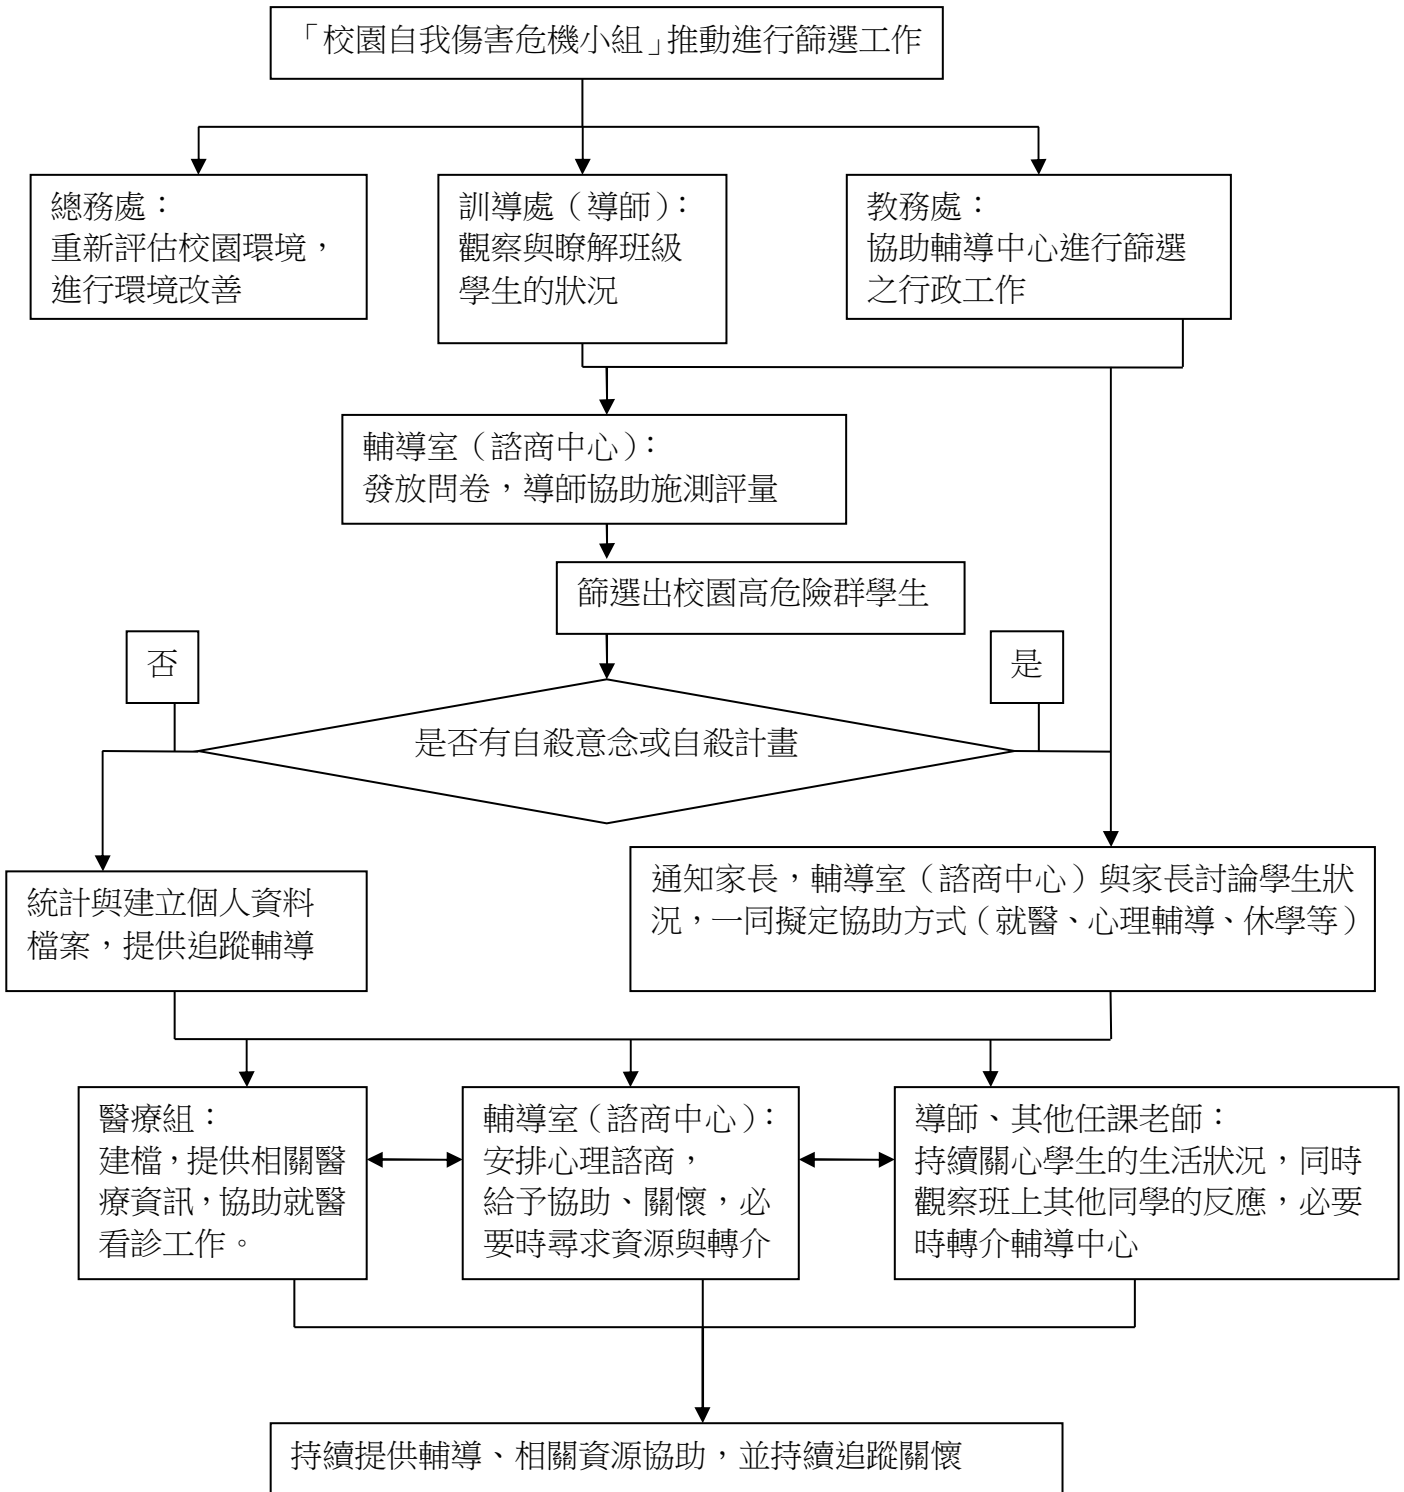 「校園自我傷害危機小組」推動進行篩選工作
總務處：
重新評估校園環境，
進行環境改善
訓導處（導師）：
觀察與瞭解班級
學生的狀況
教務處：
協助輔導中心進行篩選
之行政工作
輔導室（諮商中心）：
發放問卷，導師協助施測評量
篩選出校園高危險群學生
否
是
是否有自殺意念或自殺計畫
統計與建立個人資料
檔案，提供追蹤輔導
通知家長，輔導室（諮商中心）與家長討論學生狀
況，一同擬定協助方式（就醫、心理輔導、休學等）
醫療組：
建檔，提供相關醫
療資訊，協助就醫
看診工作。
輔導室（諮商中心）：
安排心理諮商，
給予協助、關懷，必
要時尋求資源與轉介
導師、其他任課老師：
持續關心學生的生活狀況，同時
觀察班上其他同學的反應，必要
時轉介輔導中心
持續提供輔導、相關資源協助，並持續追蹤關懷